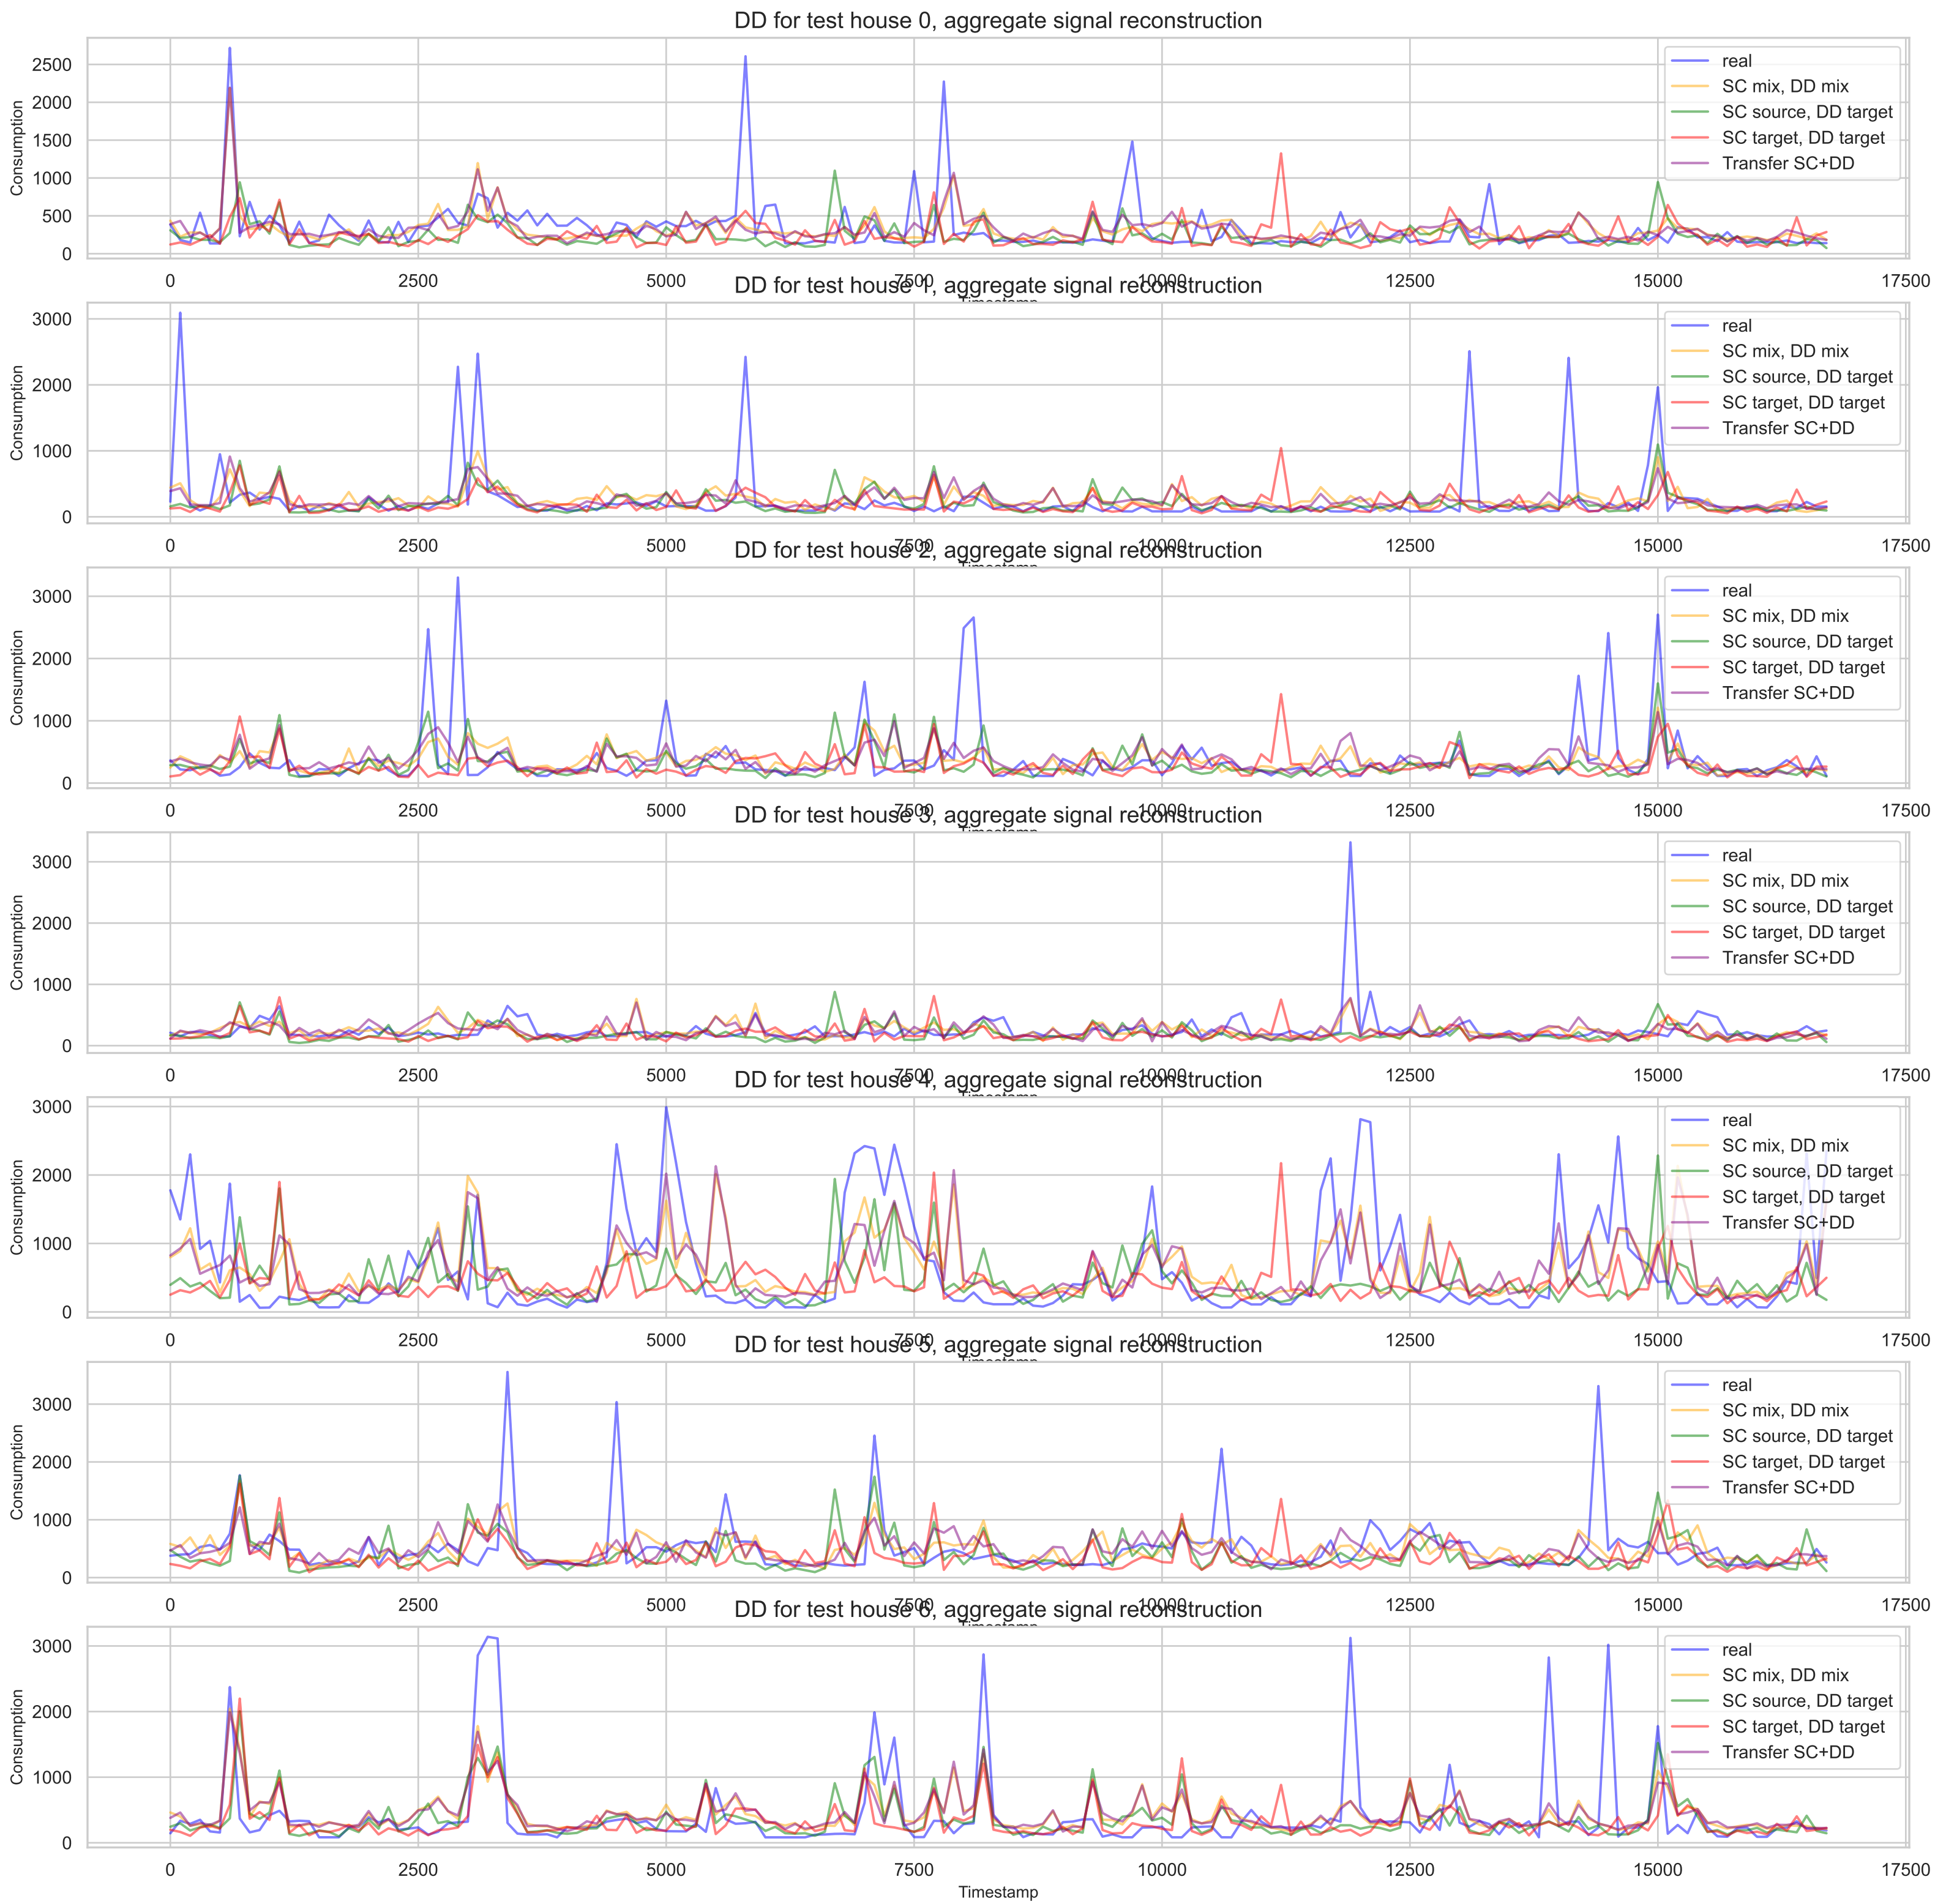 DD for test house 0, aggregate signal reconstruction
Consumption
2500
2000
1500
1000
500
0
real
SC mix, DD mix
SC source, DD target
SC target, DD target
Transfer SC+DD
0 2500 5000 7500 10000 12500 15000 17500
Timestamp
DD for test house 1, aggregate signal reconstruction
Consumption
3000
2000
1000
0
real
SC mix, DD mix
SC source, DD target
SC target, DD target
Transfer SC+DD
0 2500 5000 7500 10000 12500 15000 17500
Timestamp
DD for test house 2, aggregate signal reconstruction
Consumption
3000
2000
1000
0
real
SC mix, DD mix
SC source, DD target
SC target, DD target
Transfer SC+DD
0 2500 5000 7500 10000 12500 15000 17500
Timestamp
DD for test house 3, aggregate signal reconstruction
Consumption
3000
2000
1000
0
real
SC mix, DD mix
SC source, DD target
SC target, DD target
Transfer SC+DD
0 2500 5000 7500 10000 12500 15000 17500
Timestamp
DD for test house 4, aggregate signal reconstruction
Consumption
3000
2000
1000
0
real
SC mix, DD mix
SC source, DD target
SC target, DD target
Transfer SC+DD
0 2500 5000 7500 10000 12500 15000 17500
Timestamp
DD for test house 5, aggregate signal reconstruction
Consumption
3000
2000
1000
0
real
SC mix, DD mix
SC source, DD target
SC target, DD target
Transfer SC+DD
0 2500 5000 7500 10000 12500 15000 17500
Timestamp
DD for test house 6, aggregate signal reconstruction
Consumption
3000
2000
1000
0
real
SC mix, DD mix
SC source, DD target
SC target, DD target
Transfer SC+DD
0 2500 5000 7500 10000 12500 15000 17500
Timestamp